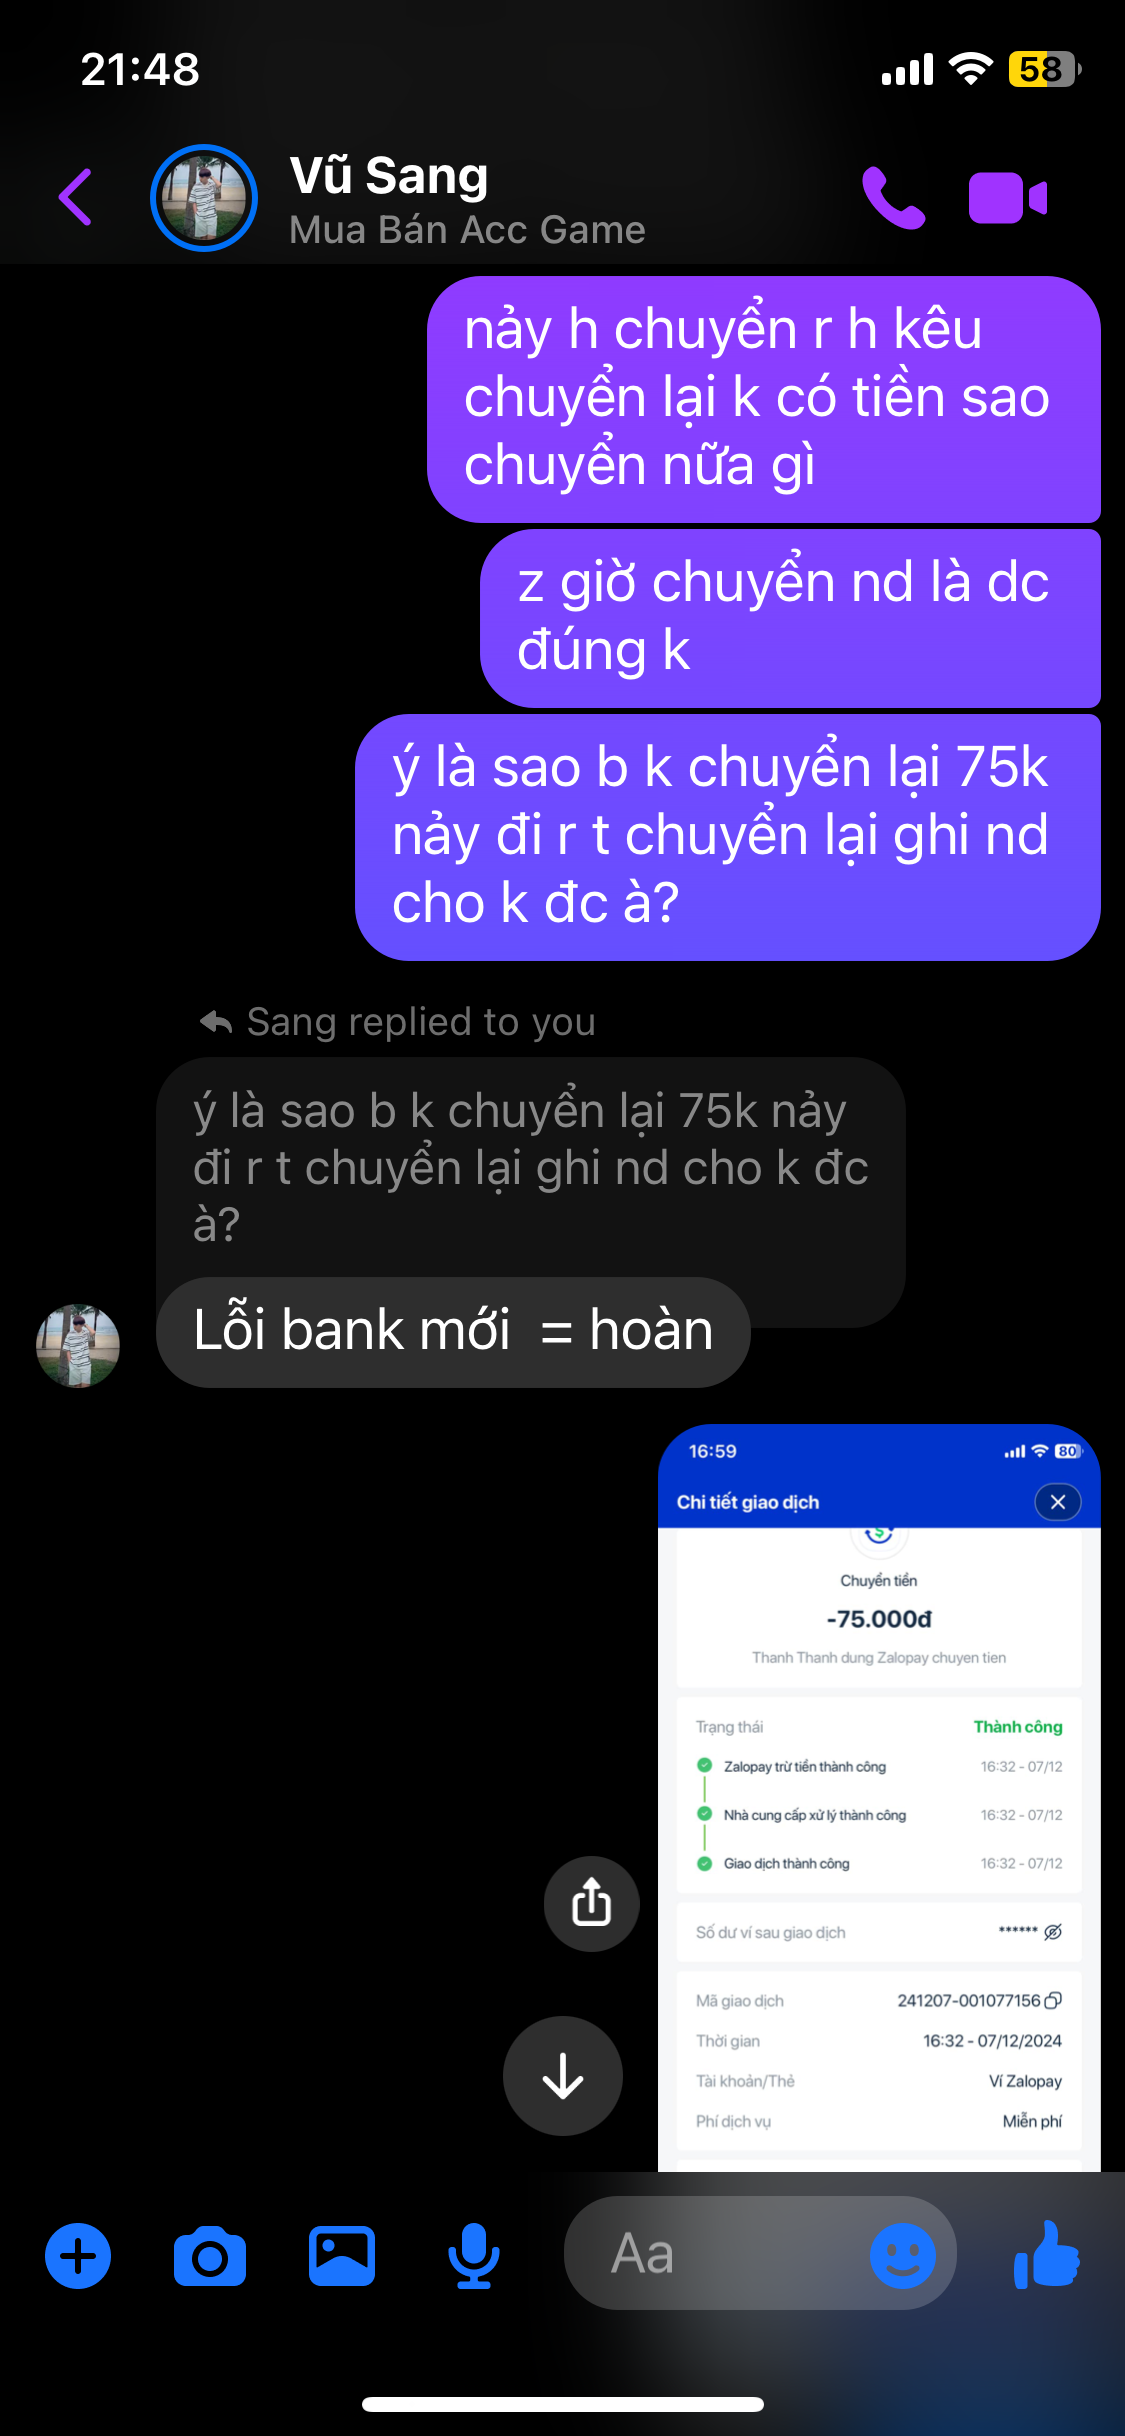 21:48
58
Vũ Sang
Mua Bán Acc Game
nảy h chuyển r h kêu
chuyển lại k có tiền sao
chuyển nữa gì
z giờ chuyển nd là dc
đúng k
ý là sao b k chuyển lại 75k
nảy đi r t chuyển lại ghi nd
cho k đc à?
Sang replied to you
ý là sao b k chuyển lại 75k nảy
đi r t chuyển lại ghi nd cho k đc
à?
Lỗi bank mới = hoàn
16:59
80
Chi tiết giao dịch
Chuyển tiền
-75.000đ
Thanh Thanh dung Zalopay chuyen tien
Trạng thái Thành công
Zalopay trừ tiền thành công 16:32 - 07/12
Nhà cung cấp xử lý thành công 16:32 - 07/12
Giao dịch thành công 16:32 - 07/12
Số dư ví sau giao dịch ******
Mã giao dịch 241207-001077156
Thời gian 16:32 - 07/12/2024
Tài khoản/Thẻ Ví Zalopay
Phí dịch vụ Miễn phí
Aa